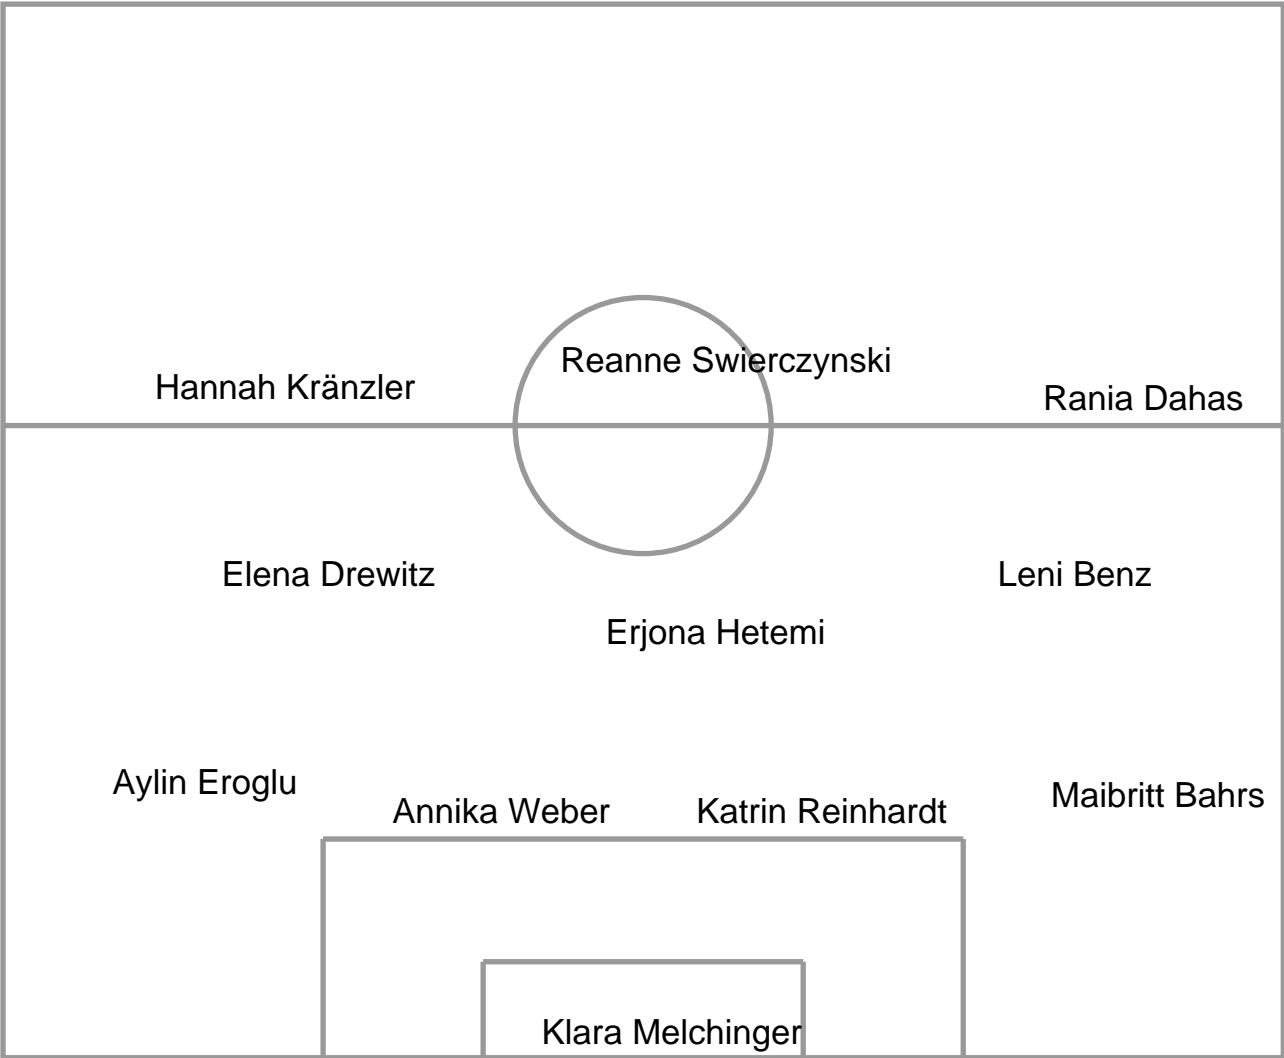 Reanne Swierczynski
Hannah Kränzler
Rania Dahas
Elena Drewitz
Leni Benz
Erjona Hetemi
Aylin Eroglu
Maibritt Bahrs
Annika Weber
Katrin Reinhardt
Klara Melchinger